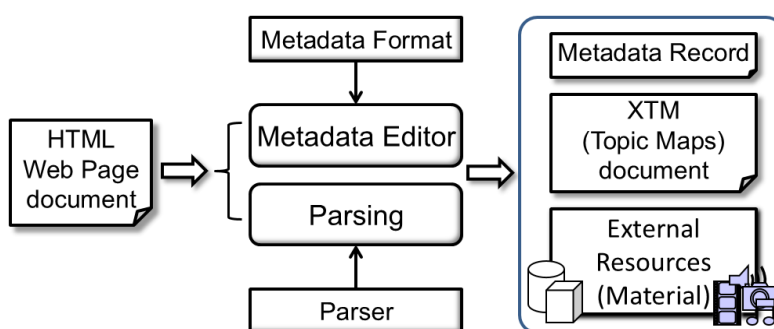 HTML
Web Page
document
Metadata Format
Metadata Editor
Parsing
Parser
Metadata Record
XTM
(Topic Maps)
document
External
Resources
(Material)